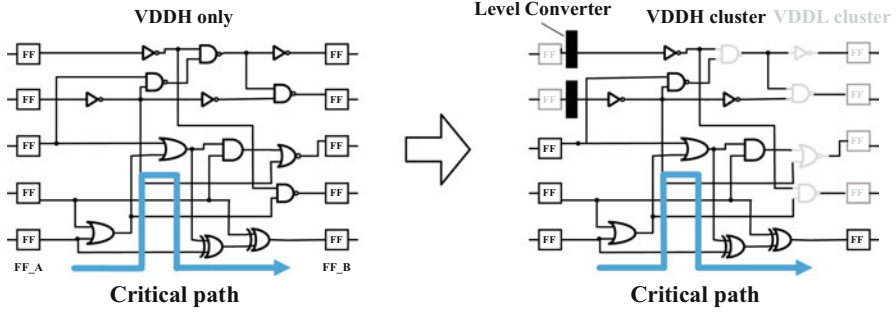 VDDH only
Level Converter
VDDH cluster VDDL cluster
FF FF FF FF
FF FF FF FF
FF FF FF FF
FF FF FF FF
FF FF FF FF
FF_A FF_B
Critical path Critical path